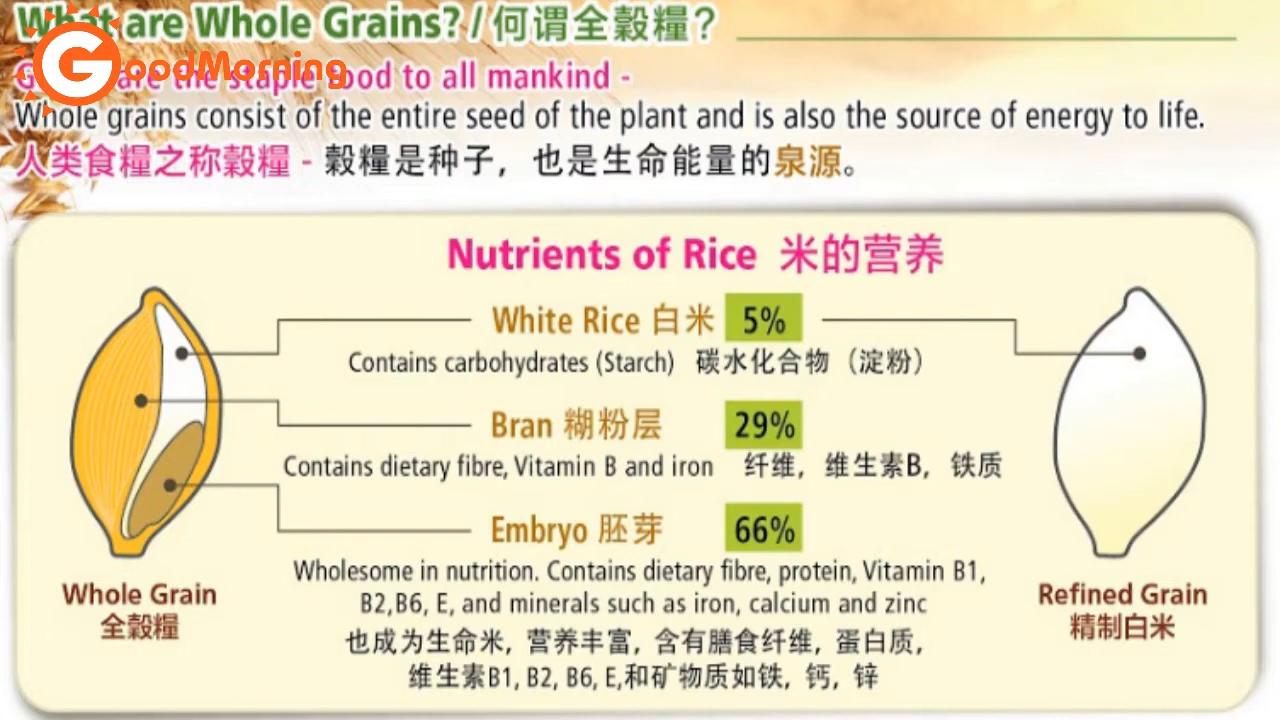 What are Whole Grains? / 何谓全穀糧?
GoodMorning
are the staple food to all mankind -
Whole grains consist of the entire seed of the plant and is also the source of energy to life.
人类食糧之称穀糧 - 穀糧是种子，也是生命能量的泉源。
Nutrients of Rice 米的营养
White Rice 白米 5%
Contains carbohydrates (Starch) 碳水化合物（淀粉）
Bran 糊粉层 29%
Contains dietary fibre, Vitamin B and iron 纤维，维生素B，铁质
Embryo 胚芽 66%
Wholesome in nutrition. Contains dietary fibre, protein, Vitamin B1,
B2,B6, E, and minerals such as iron, calcium and zinc
也成为生命米，营养丰富，含有膳食纤维，蛋白质，
维生素B1, B2, B6, E,和矿物质如铁，钙，锌
Whole Grain
全穀糧
Refined Grain
精制白米